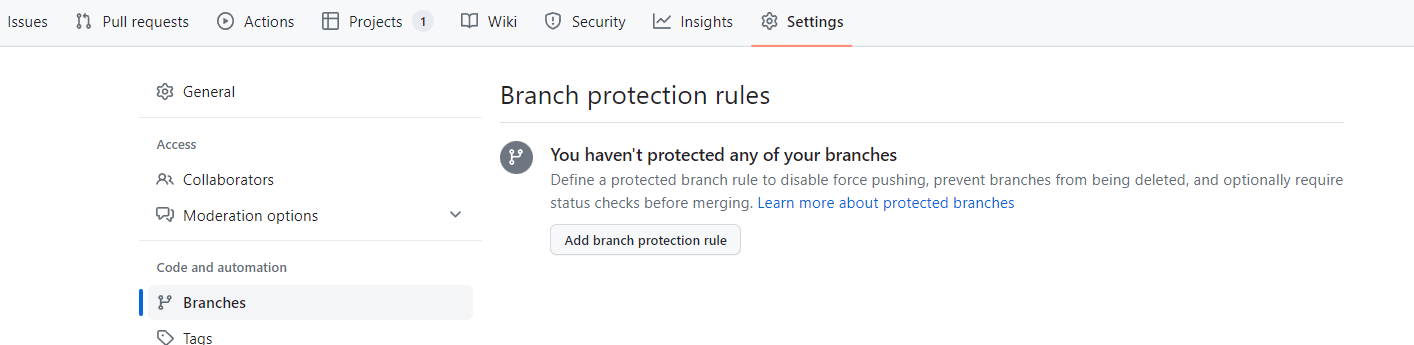 Issues Pull requests Actions Projects 1 Wiki Security Insights Settings
General
Access
Collaborators
Moderation options
Code and automation
Branches
Tags
Branch protection rules
You haven't protected any of your branches
Define a protected branch rule to disable force pushing, prevent branches from being deleted, and optionally require
status checks before merging. Learn more about protected branches
Add branch protection rule